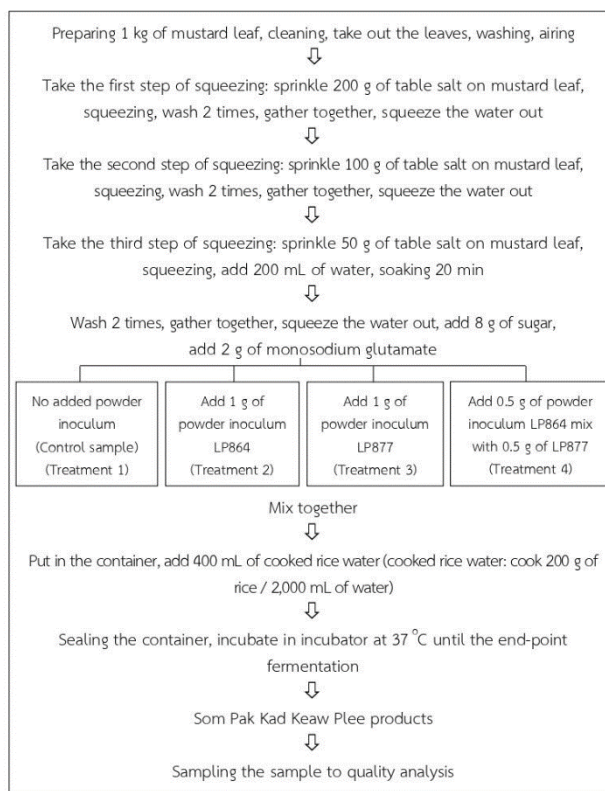 Preparing 1 kg of mustard leaf, cleaning, take out the leaves, washing, airing
Take the first step of squeezing: sprinkle 200 g of table salt on mustard leaf,
squeezing, wash 2 times, gather together, squeeze the water out
Take the second step of squeezing: sprinkle 100 g of table salt on mustard leaf,
squeezing, wash 2 times, gather together, squeeze the water out
Take the third step of squeezing: sprinkle 50 g of table salt on mustard leaf,
squeezing, add 200 mL of water, soaking 20 min
Wash 2 times, gather together, squeeze the water out, add 8 g of sugar,
add 2 g of monosodium glutamate
No added powder
inoculum
(Control sample)
(Treatment 1)
Add 1 g of
powder inoculum
LP864
(Treatment 2)
Add 1 g of
powder inoculum
LP877
(Treatment 3)
Add 0.5 g of powder
inoculum LP864 mix
with 0.5 g of LP877
(Treatment 4)
Mix together
Put in the container, add 400 mL of cooked rice water (cooked rice water: cook 200 g of
rice / 2,000 mL of water)
Sealing the container, incubate in incubator at 37 °C until the end-point
fermentation
Som Pak Kad Keaw Plee products
Sampling the sample to quality analysis